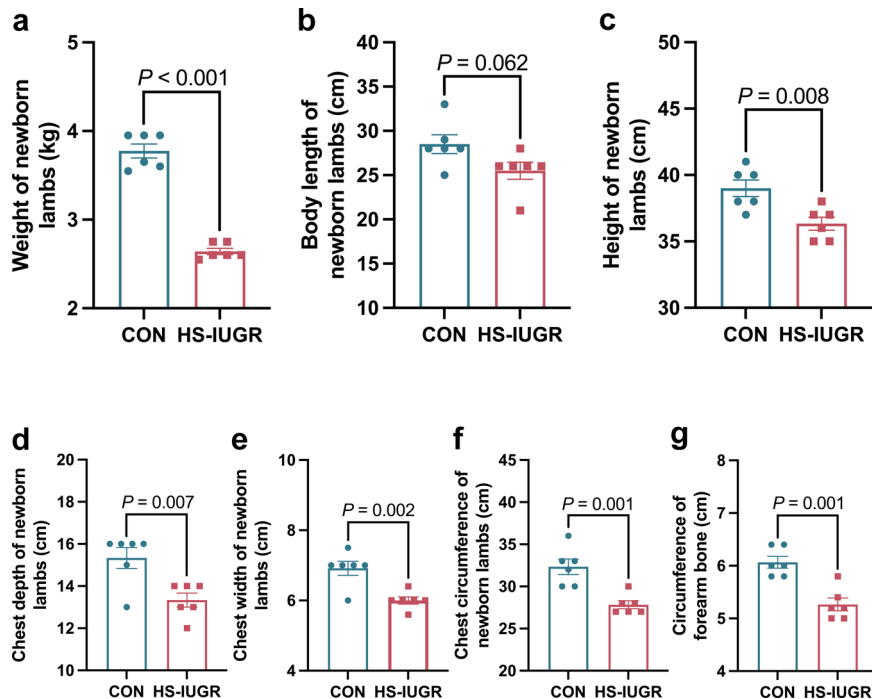 a
Weight of newborn
lambs (kg)
5
4
3
2
P < 0.001
CON HS-IUGR
b
Body length of
newborn lambs (cm)
40
35
30
25
20
15
10
P = 0.062
CON HS-IUGR
c
Height of newborn
lambs (cm)
50
45
40
35
30
P = 0.008
CON HS-IUGR
d
Chest depth of newborn
lambs (cm)
20
18
16
14
12
10
P = 0.007
CON HS-IUGR
e
Chest width of newborn
lambs (cm)
10
8
6
4
P = 0.002
CON HS-IUGR
f
Chest circumference of
newborn lambs (cm)
45
40
35
30
25
20
P = 0.001
CON HS-IUGR
g
Circumference of
forearm bone (cm)
8
7
6
5
4
P = 0.001
CON HS-IUGR